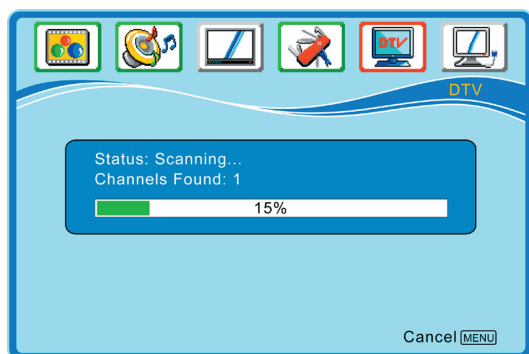 DTV
DTV
Status: Scanning...
Channels Found: 1
15%
Cancel MENU